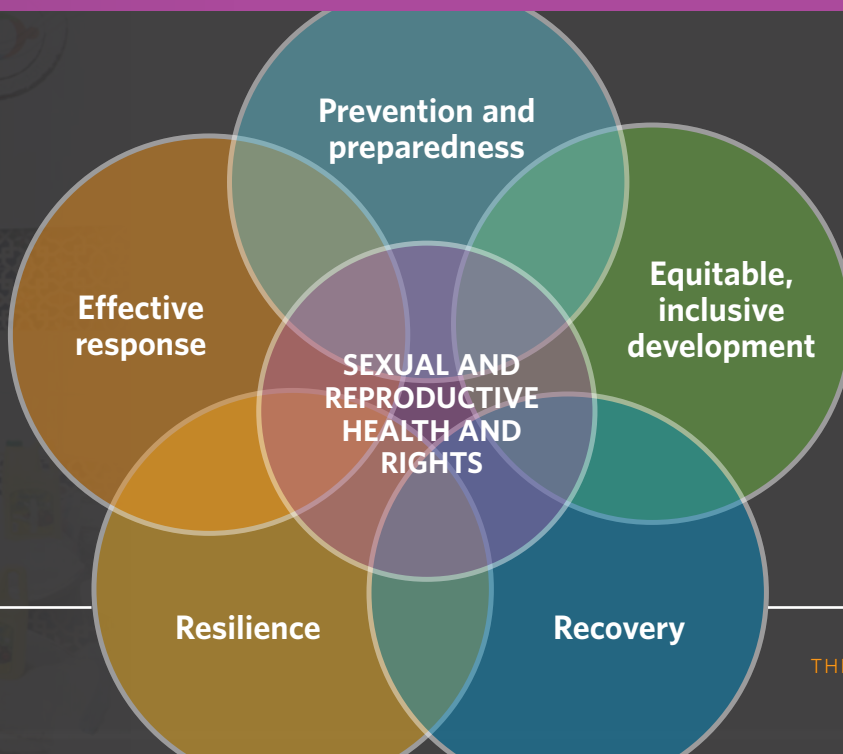 Prevention and
preparedness
Equitable,
inclusive
development
Effective
response
SEXUAL AND
REPRODUCTIVE
HEALTH AND
RIGHTS
Resilience
Recovery